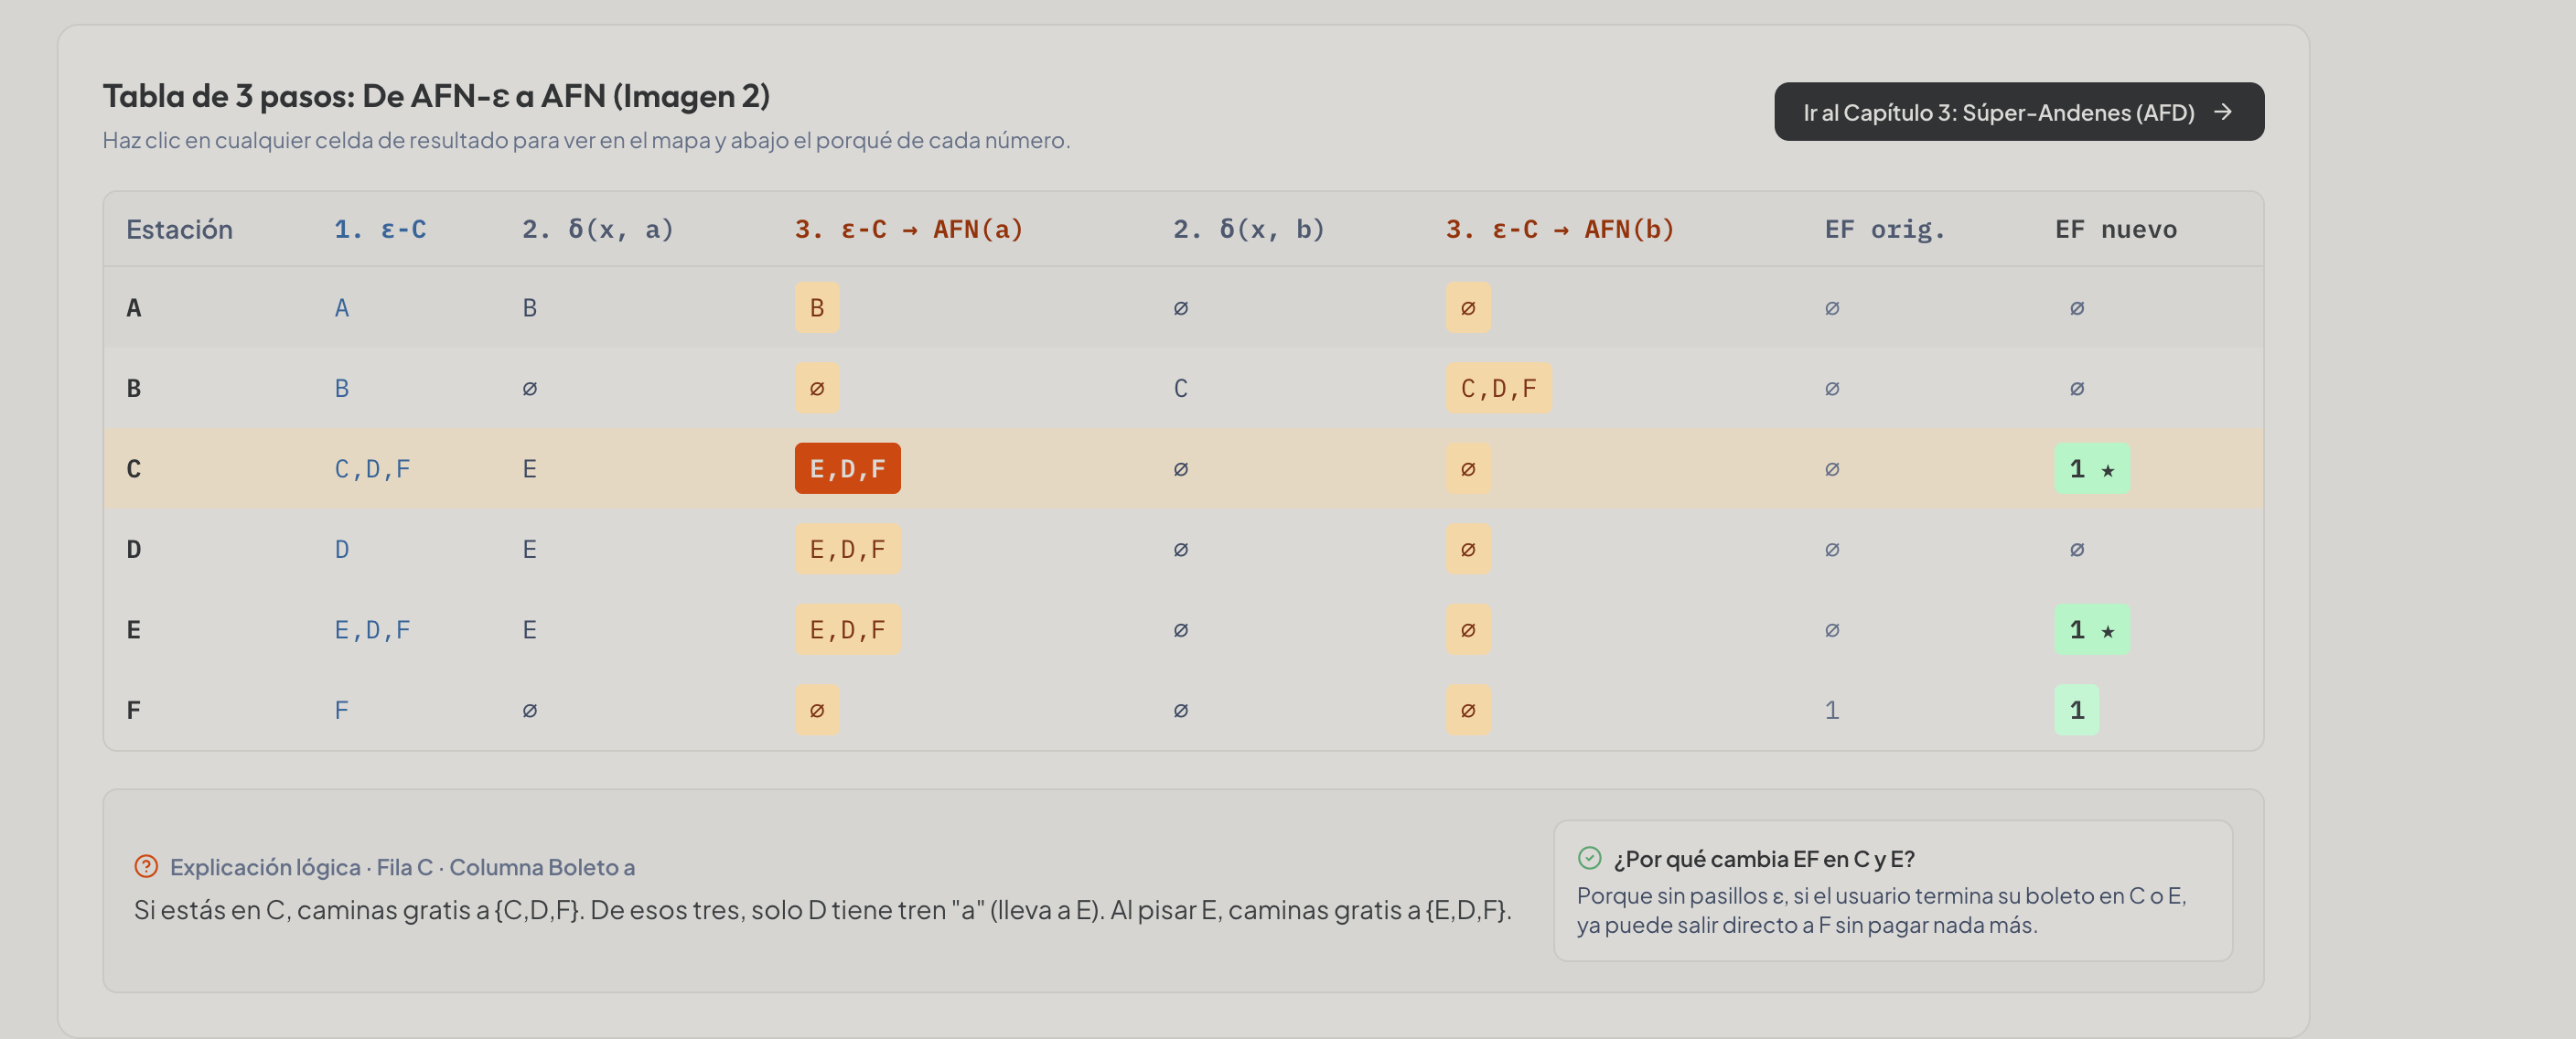 Tabla de 3 pasos: De AFN-ε a AFN (Imagen 2)
Haz clic en cualquier celda de resultado para ver en el mapa y abajo el porqué de cada número.
Ir al Capítulo 3: Súper-Andenes (AFD) →
Estación 1. ε-C 2. δ(x, a) 3. ε-C → AFN(a) 2. δ(x, b) 3. ε-C → AFN(b) EF orig. EF nuevo
A A B B ∅ ∅ ∅ ∅
B B ∅ ∅ C C,D,F ∅ ∅
C C,D,F E E,D,F ∅ ∅ ∅ 1 ★
D D E E,D,F ∅ ∅ ∅ ∅
E E,D,F E E,D,F ∅ ∅ ∅ 1 ★
F F ∅ ∅ ∅ ∅ 1 1
Explicación lógica · Fila C · Columna Boleto a
Si estás en C, caminas gratis a {C,D,F}. De esos tres, solo D tiene tren "a" (lleva a E). Al pisar E, caminas gratis a {E,D,F}.
¿Por qué cambia EF en C y E?
Porque sin pasillos ε, si el usuario termina su boleto en C o E,
ya puede salir directo a F sin pagar nada más.